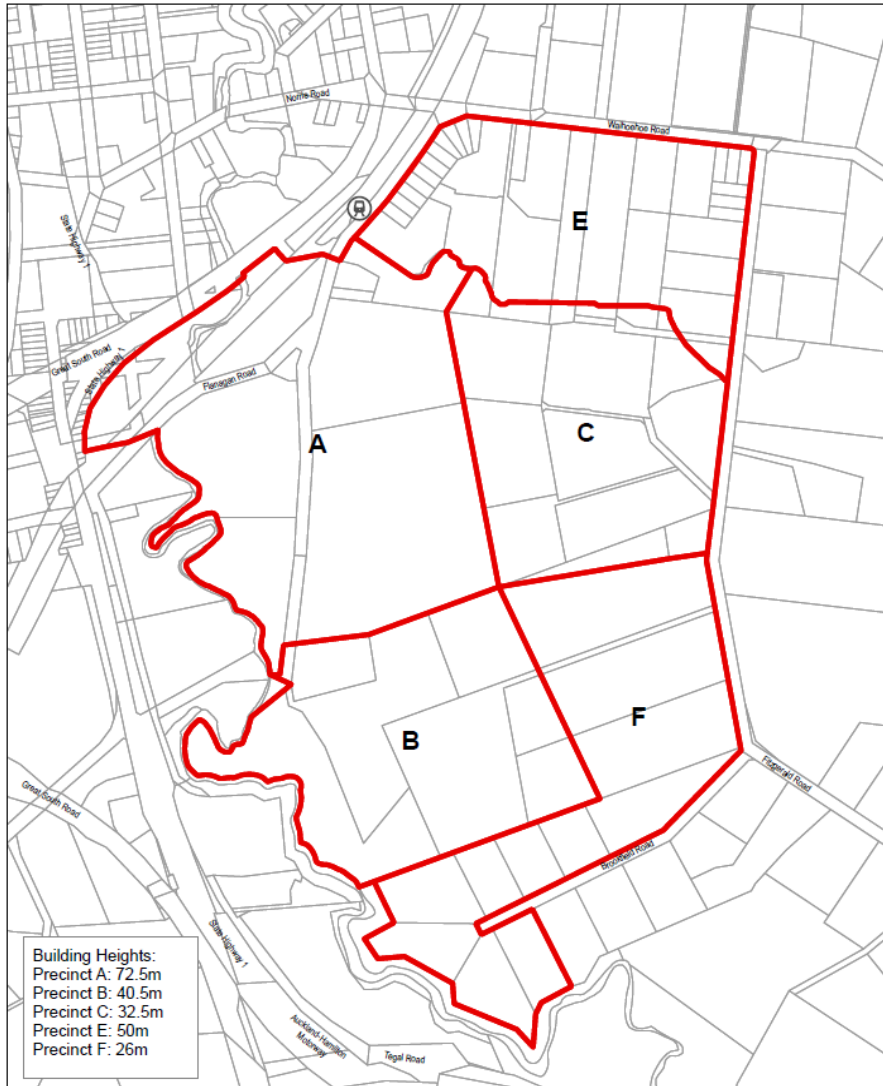 Norrie Road
Waihoehoe Road
E
State Highway 1
Great South Road
State Highway 1
Flanagan Road
A
C
B
F
Fitzgerald Road
Great South Road
Brookfield Road
State Highway 1
Auckland-Hamilton
Motorway
Tegal Road
Building Heights:
Precinct A: 72.5m
Precinct B: 40.5m
Precinct C: 32.5m
Precinct E: 50m
Precinct F: 26m